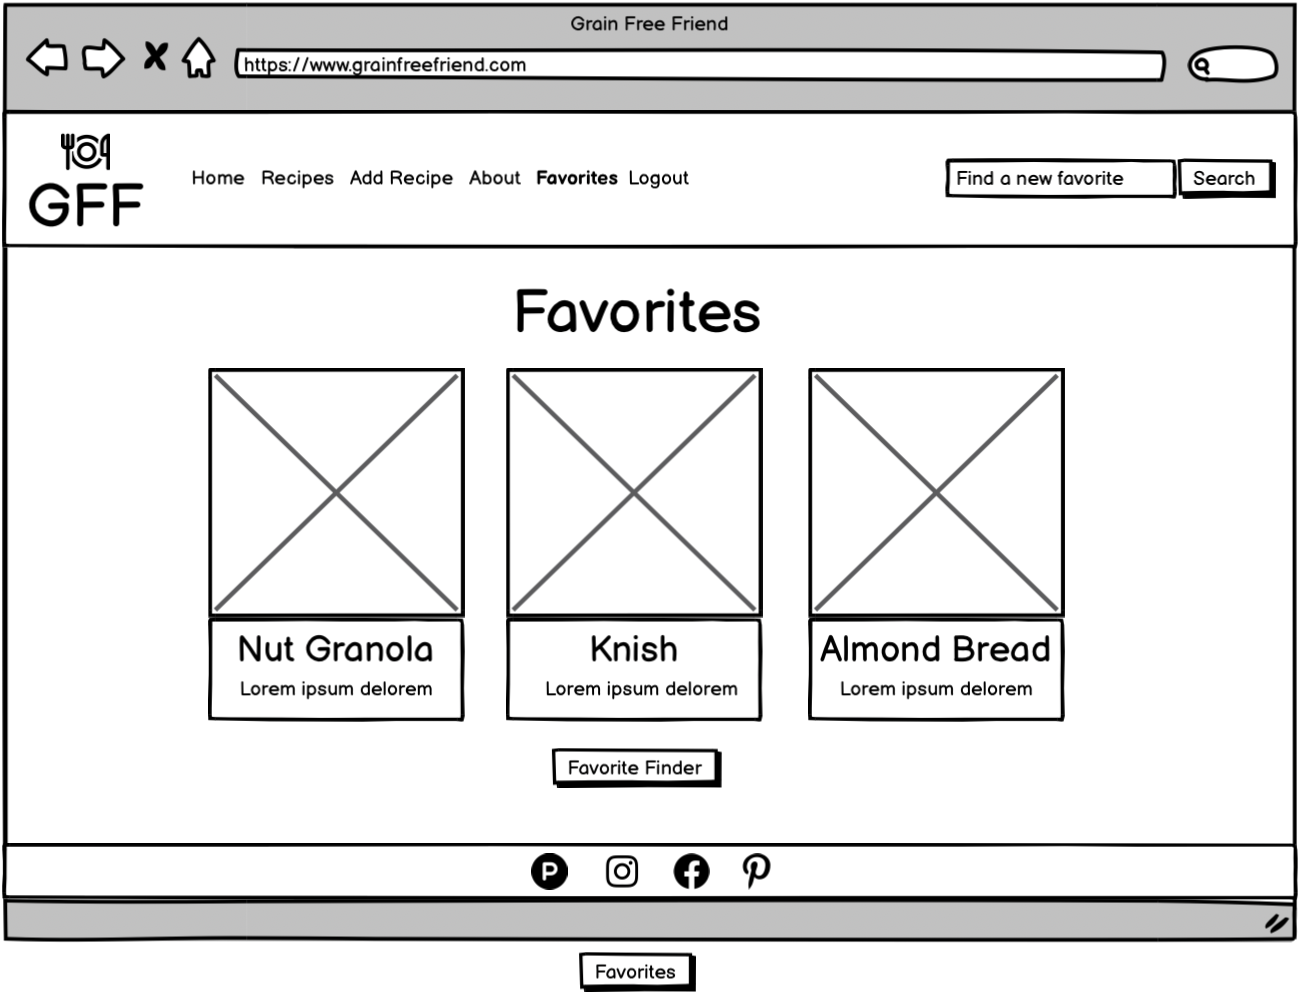 Grain Free Friend
https://www.grainfreefriend.com
GFF
Home Recipes Add Recipe About Favorites Logout
Find a new favorite Search
Favorites
Nut Granola Knish Almond Bread
Lorem ipsum delorem Lorem ipsum delorem Lorem ipsum delorem
Favorite Finder
P
Favorites